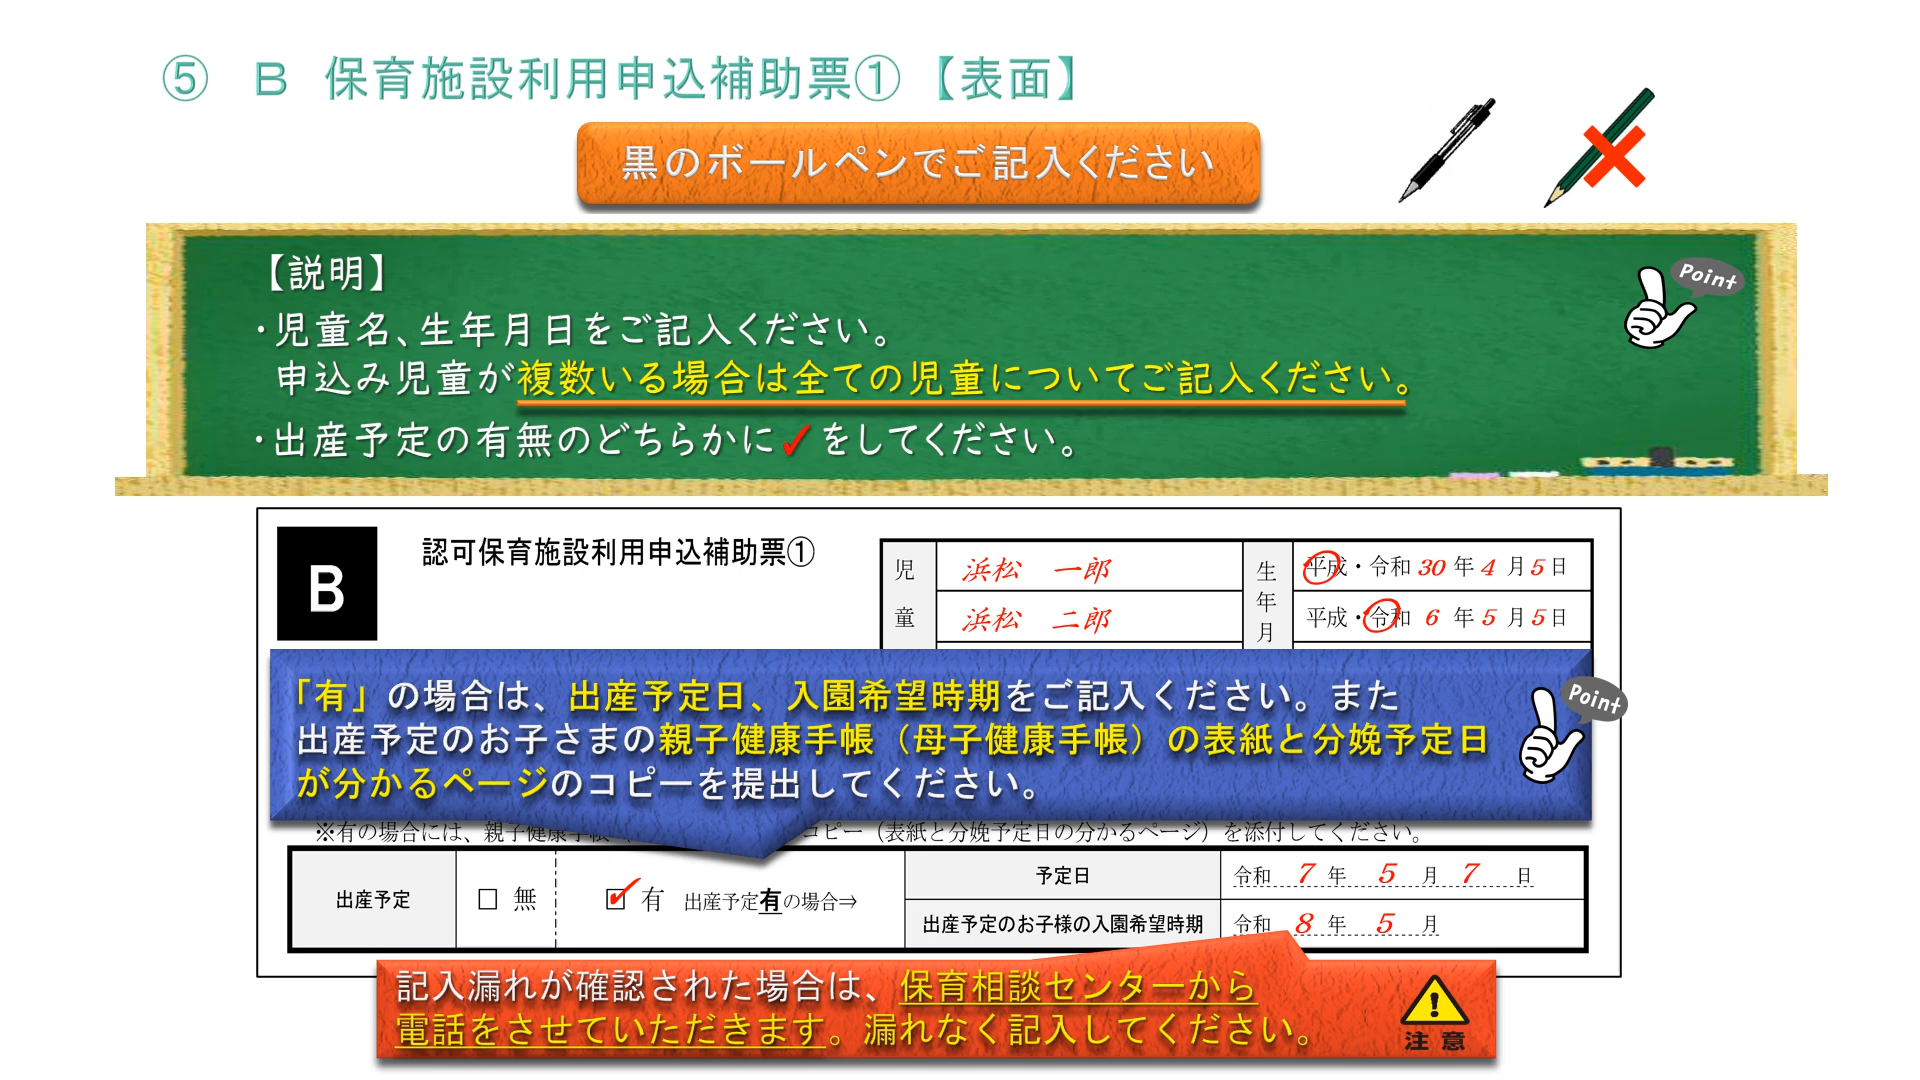 ⑤　B　保育施設利用申込補助票①【表面】
黒のボールペンでご記入ください
【説明】
Point
・児童名、生年月日をご記入ください。
申込み児童が複数いる場合は全ての児童についてご記入ください。
・出産予定の有無のどちらかに✓をしてください。
B
認可保育施設利用申込補助票①
児童
浜松　一郎
生年月
平成・令和 30 年 4 月 5 日
浜松　二郎
平成・令和 6 年 5 月 5 日
「有」の場合は、出産予定日、入園希望時期をご記入ください。また
出産予定のお子さまの親子健康手帳（母子健康手帳）の表紙と分娩予定日
が分かるページのコピーを提出してください。
Point
※有の場合には、親子健康手帳 コピー（表紙と分娩予定日の分かるページ）を添付してください。
出産予定
□ 無
☑ 有　出産予定有の場合⇒
予定日
令和 7 年 5 月 7 日
出産予定のお子様の入園希望時期
令和 8 年 5 月
記入漏れが確認された場合は、保育相談センターから
電話をさせていただきます。漏れなく記入してください。
注 意